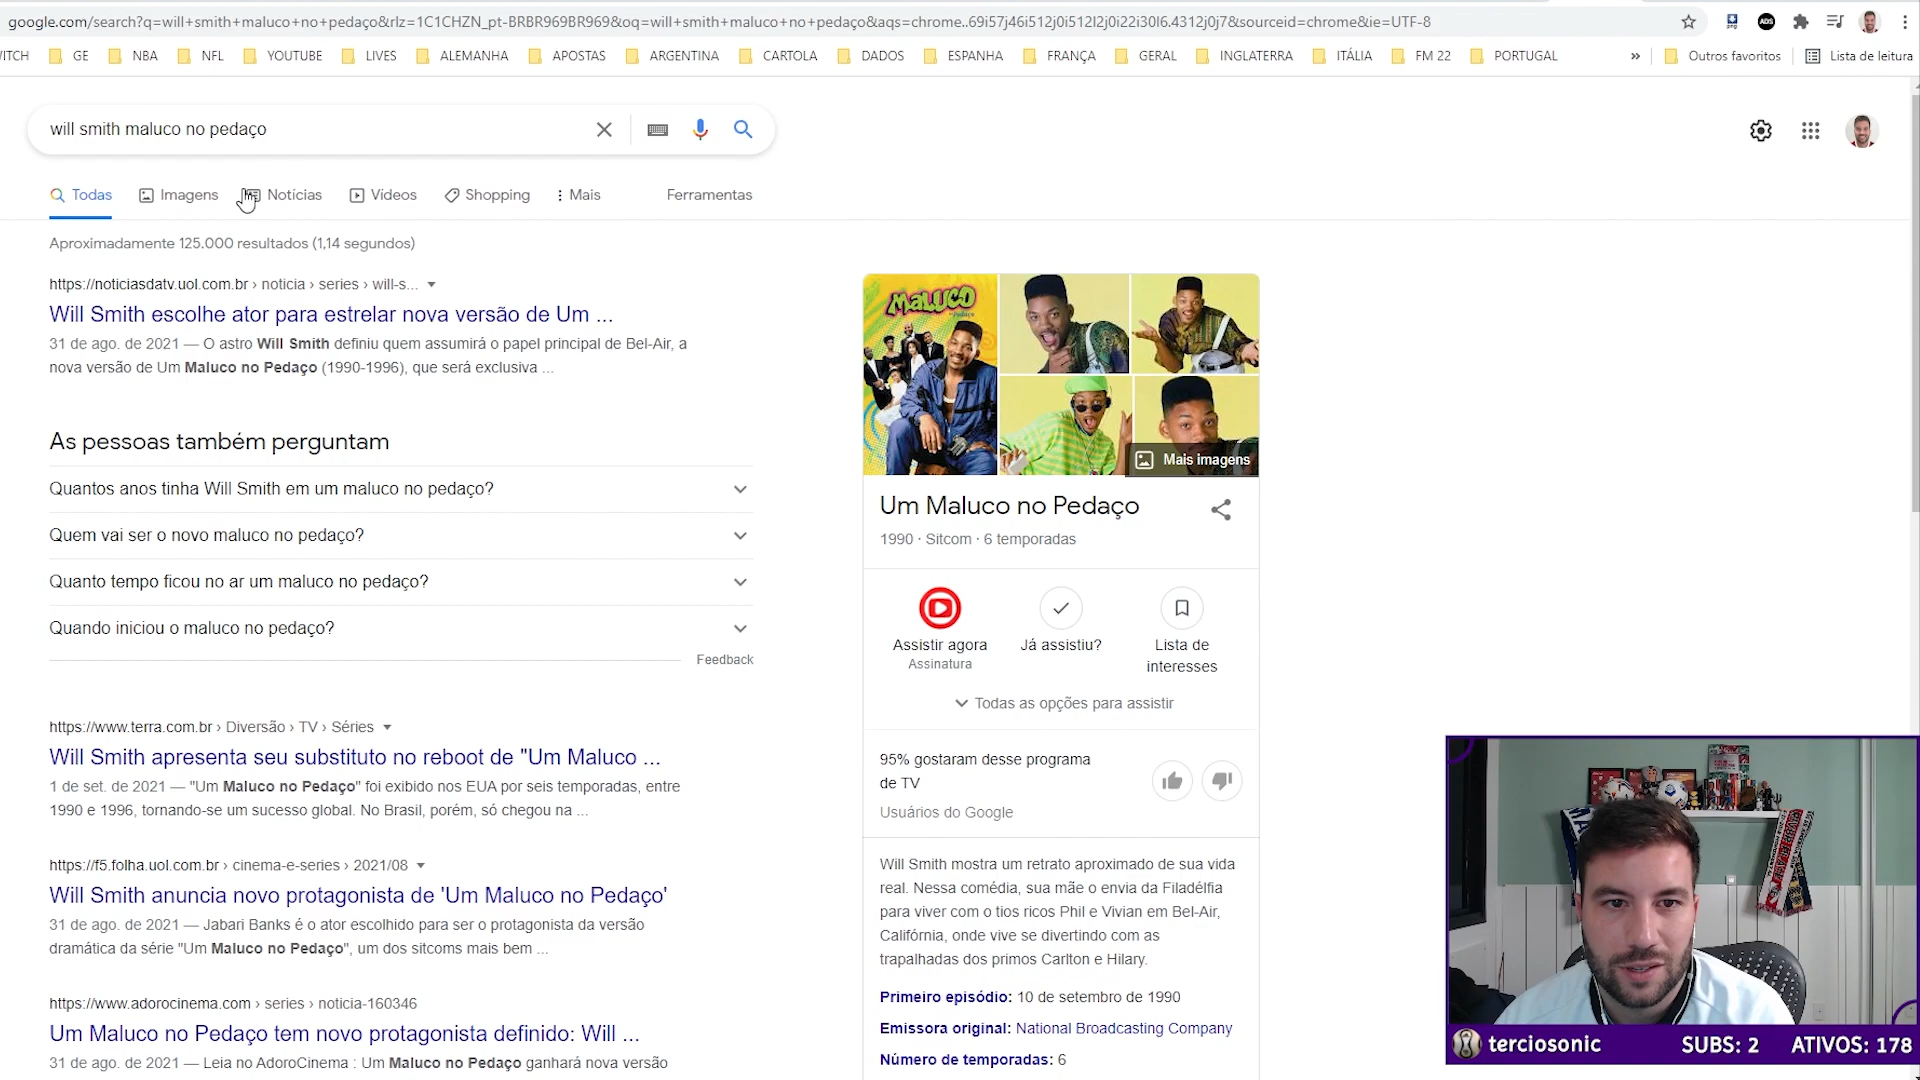 google.com/search?q=will+smith+maluco+no+pedaço&rlz=1C1CHZN_pt-BRBR969BR969&oq=will+smith+maluco+no+pedaço&aqs=chrome..69i57j46i512j0i512l2j0i22i30l6.4312j0j7&sourceid=chrome&ie=UTF-8
ITCH GE NBA NFL YOUTUBE LIVES ALEMANHA APOSTAS ARGENTINA CARTOLA DADOS ESPANHA FRANÇA GERAL INGLATERRA ITÁLIA FM 22 PORTUGAL » Outros favoritos Lista de leitura
will smith maluco no pedaço
Todas Imagens Notícias Vídeos Shopping Mais Ferramentas
Aproximadamente 125.000 resultados (1,14 segundos)
https://noticiasdatv.uol.com.br › noticia › series › will-s...
Will Smith escolhe ator para estrelar nova versão de Um ...
31 de ago. de 2021 — O astro Will Smith definiu quem assumirá o papel principal de Bel-Air, a
nova versão de Um Maluco no Pedaço (1990-1996), que será exclusiva ...
As pessoas também perguntam
Quantos anos tinha Will Smith em um maluco no pedaço?
Quem vai ser o novo maluco no pedaço?
Quanto tempo ficou no ar um maluco no pedaço?
Quando iniciou o maluco no pedaço?
Feedback
https://www.terra.com.br › Diversão › TV › Séries
Will Smith apresenta seu substituto no reboot de "Um Maluco ...
1 de set. de 2021 — "Um Maluco no Pedaço" foi exibido nos EUA por seis temporadas, entre
1990 e 1996, tornando-se um sucesso global. No Brasil, porém, só chegou na ...
https://f5.folha.uol.com.br › cinema-e-series › 2021/08
Will Smith anuncia novo protagonista de 'Um Maluco no Pedaço'
31 de ago. de 2021 — Jabari Banks é o ator escolhido para ser o protagonista da versão
dramática da série "Um Maluco no Pedaço", um dos sitcoms mais bem ...
https://www.adorocinema.com › series › noticia-160346
Um Maluco no Pedaço tem novo protagonista definido: Will ...
31 de ago. de 2021 — Leia no AdoroCinema : Um Maluco no Pedaço ganhará nova versão
MALUCO
Mais imagens
Um Maluco no Pedaço
1990 · Sitcom · 6 temporadas
Assistir agora
Assinatura
Já assistiu?
Lista de
interesses
Todas as opções para assistir
95% gostaram desse programa
de TV
Usuários do Google
Will Smith mostra um retrato aproximado de sua vida
real. Nessa comédia, sua mãe o envia da Filadélfia
para viver com o tios ricos Phil e Vivian em Bel-Air,
Califórnia, onde vive se divertindo com as
trapalhadas dos primos Carlton e Hilary.
Primeiro episódio: 10 de setembro de 1990
Emissora original: National Broadcasting Company
Número de temporadas: 6
terciosonic SUBS: 2 ATIVOS: 178